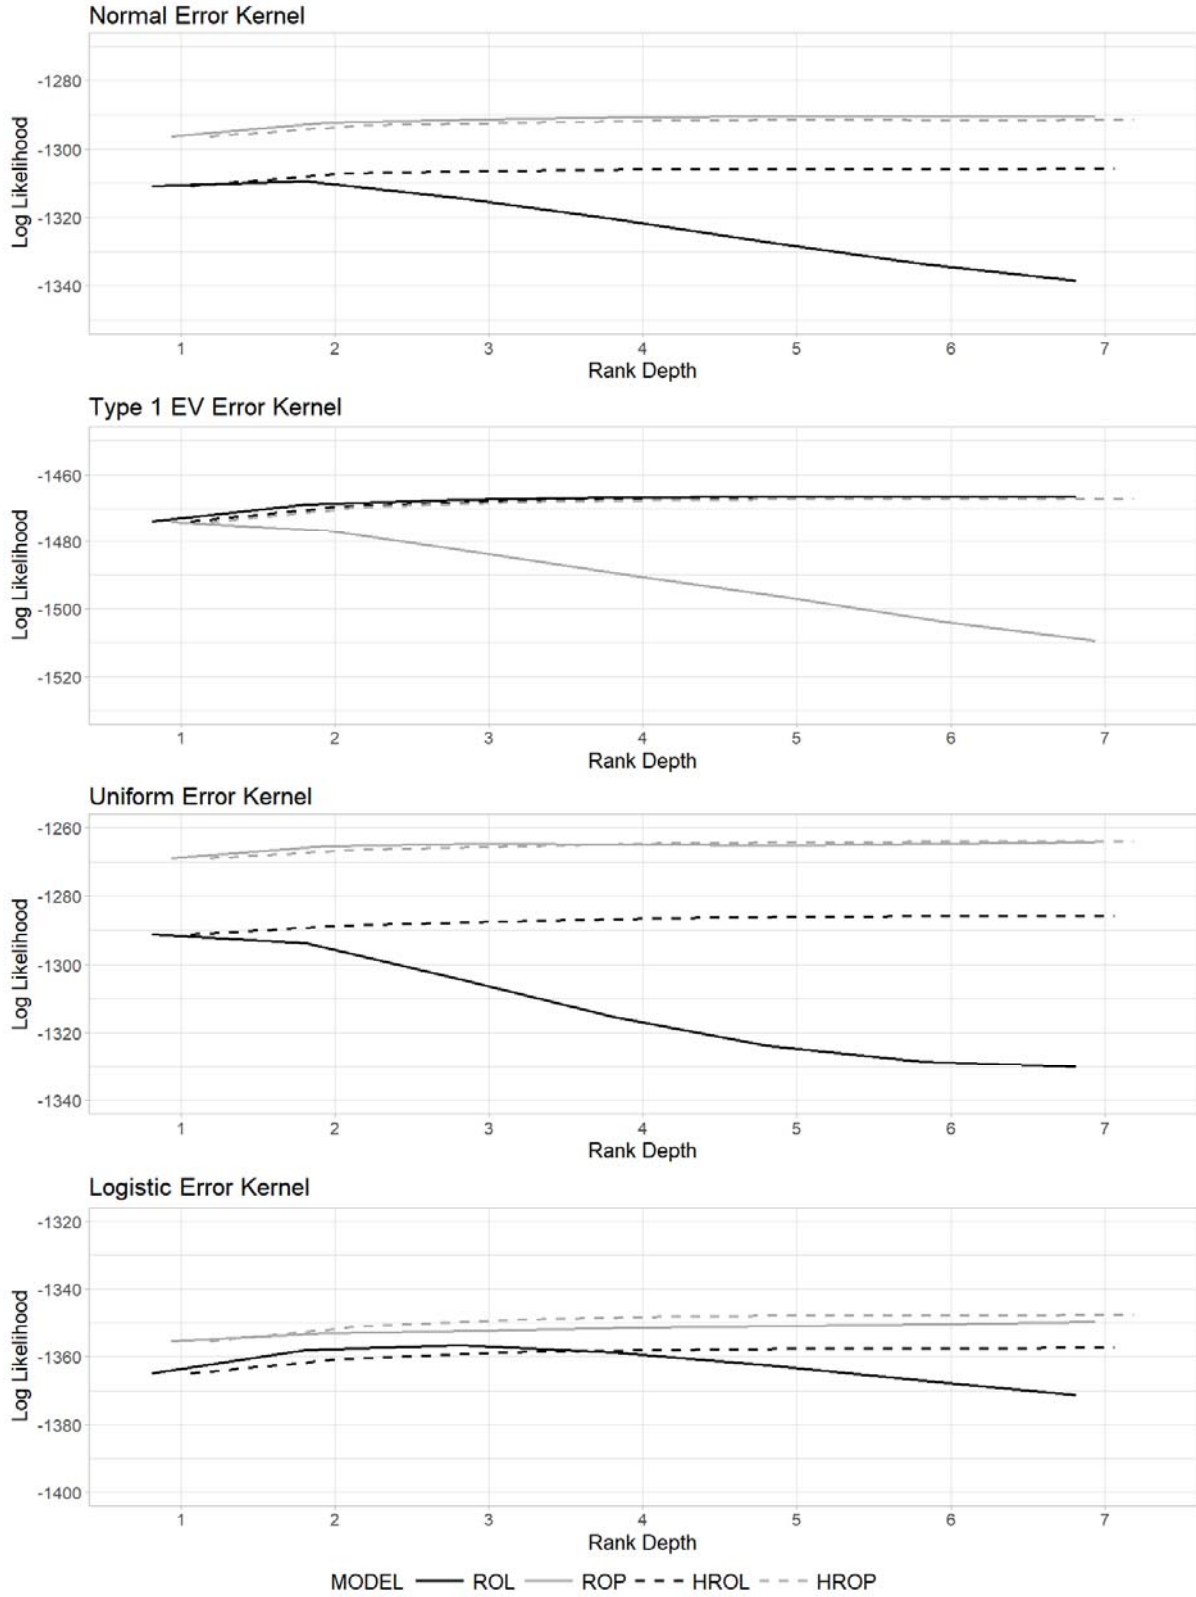 Normal Error Kernel
Log Likelihood
-1280
-1300
-1320
-1340
1 2 3 4 5 6 7
Rank Depth
Type 1 EV Error Kernel
Log Likelihood
-1460
-1480
-1500
-1520
1 2 3 4 5 6 7
Rank Depth
Uniform Error Kernel
Log Likelihood
-1260
-1280
-1300
-1320
-1340
1 2 3 4 5 6 7
Rank Depth
Logistic Error Kernel
Log Likelihood
-1320
-1340
-1360
-1380
-1400
1 2 3 4 5 6 7
Rank Depth
MODEL ROL ROP HROL HROP